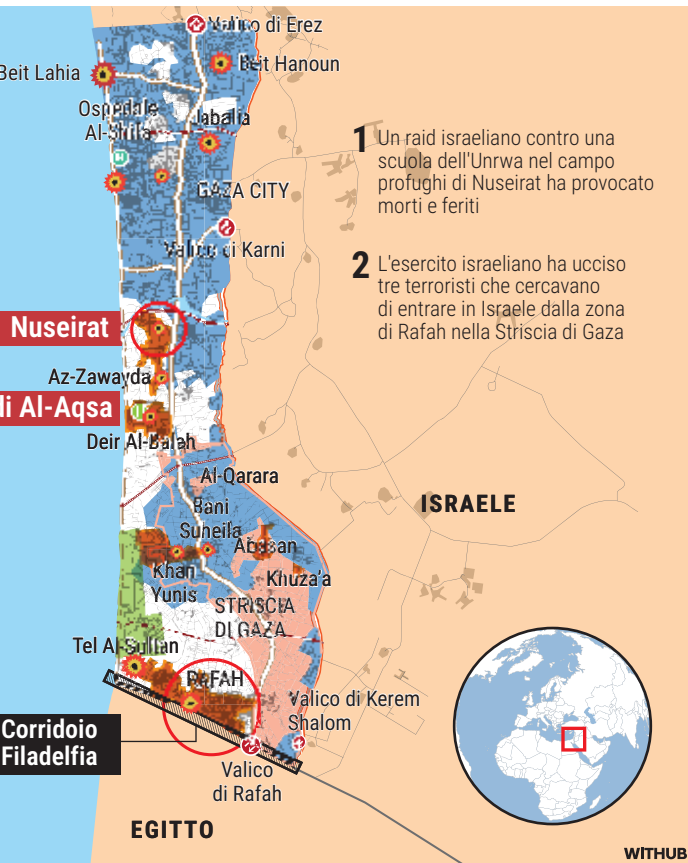 Valico di Erez
Beit Lahia
Beit Hanoun
Ospedale
Al-Shifa
Jabalia
H
1 Un raid israeliano contro una
scuola dell'Unrwa nel campo
profughi di Nuseirat ha provocato
morti e feriti
GAZA CITY
Valico di Karni
2 L'esercito israeliano ha ucciso
tre terroristi che cercavano
di entrare in Israele dalla zona
di Rafah nella Striscia di Gaza
Nuseirat
Az-Zawayda
di Al-Aqsa
Deir Al-Balah
Al-Qarara
ISRAELE
Bani
Suheila
Abasan
Khan
Yunis
Khuza'a
STRISCIA
DI GAZA
Tel Al-Sultan
RAFAH
Valico di Kerem
Shalom
Corridoio
Filadelfia
Valico
di Rafah
EGITTO
WITHUB